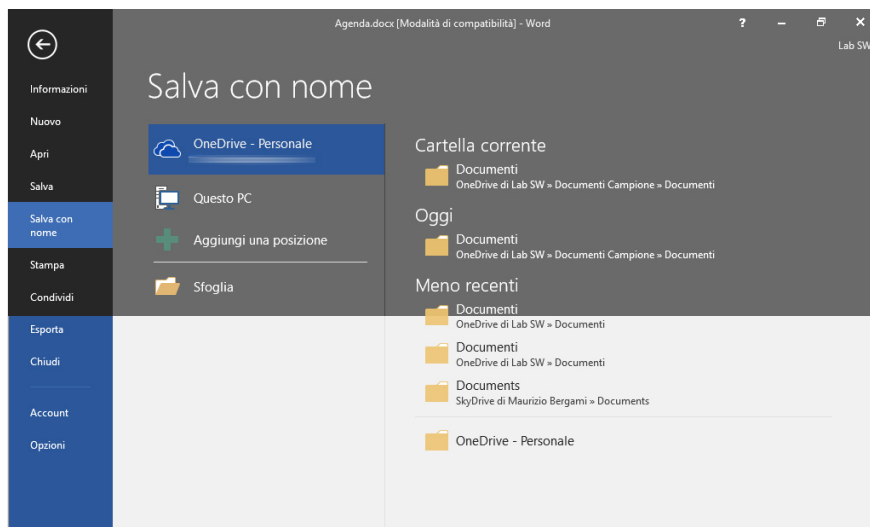 Agenda.docx [Modalità di compatibilità] - Word
?
Lab SW
Informazioni
Nuovo
Apri
Salva
Salva con
nome
Stampa
Condividi
Esporta
Chiudi
Account
Opzioni
Salva con nome
OneDrive - Personale
Questo PC
Aggiungi una posizione
Sfoglia
Cartella corrente
Documenti
OneDrive di Lab SW » Documenti Campione » Documenti
Oggi
Documenti
OneDrive di Lab SW » Documenti Campione » Documenti
Meno recenti
Documenti
OneDrive di Lab SW » Documenti
Documenti
OneDrive di Lab SW » Documenti
Documents
SkyDrive di Maurizio Bergami » Documents
OneDrive - Personale